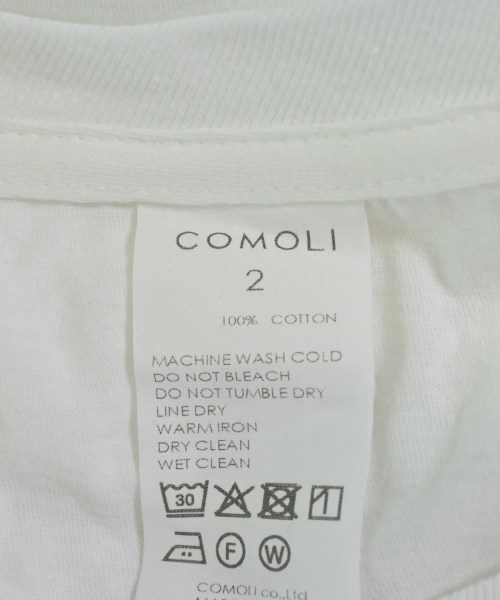 COMOLI
2
100% COTTON
MACHINE WASH COLD
DO NOT BLEACH
DO NOT TUMBLE DRY
LINE DRY
WARM IRON
DRY CLEAN
WET CLEAN
30
F W
COMOLI co.,Ltd